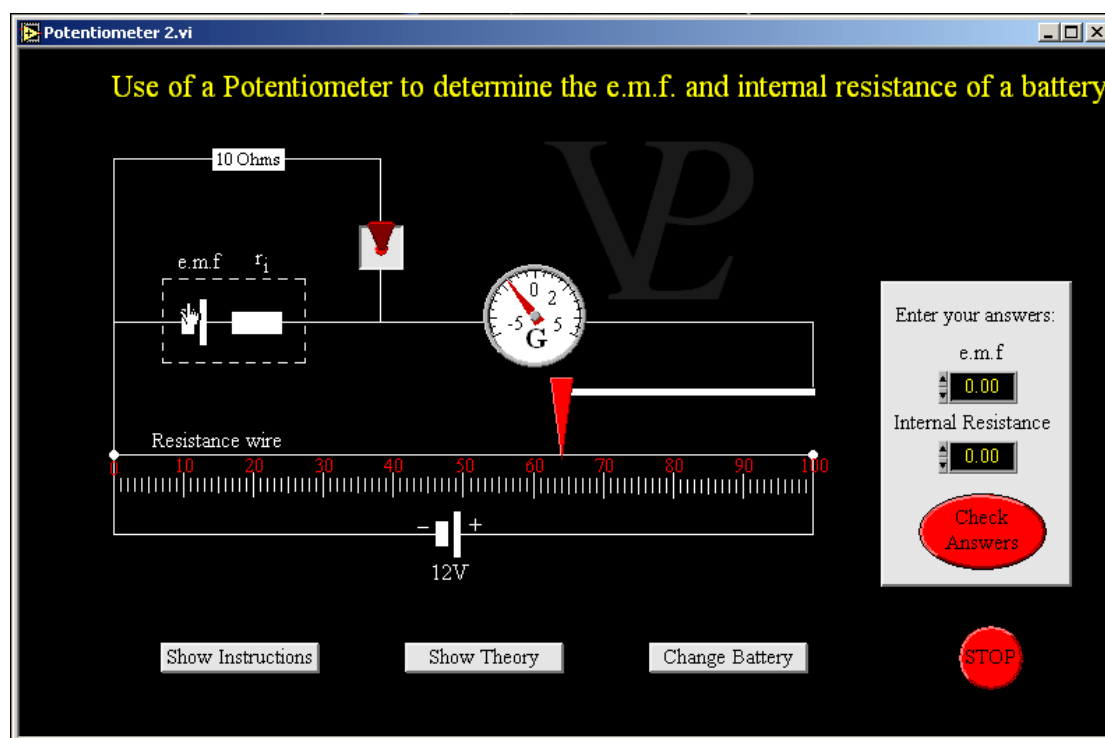 Potentiometer 2.vi
Use of a Potentiometer to determine the e.m.f. and internal resistance of a battery
VPL
10 Ohms
e.m.f ri
0
2
-5 5
G
Enter your answers:
e.m.f
0.00
Internal Resistance
0.00
Check
Answers
Resistance wire
0 10 20 30 40 50 60 70 80 90 100
− +
12V
Show Instructions Show Theory Change Battery STOP